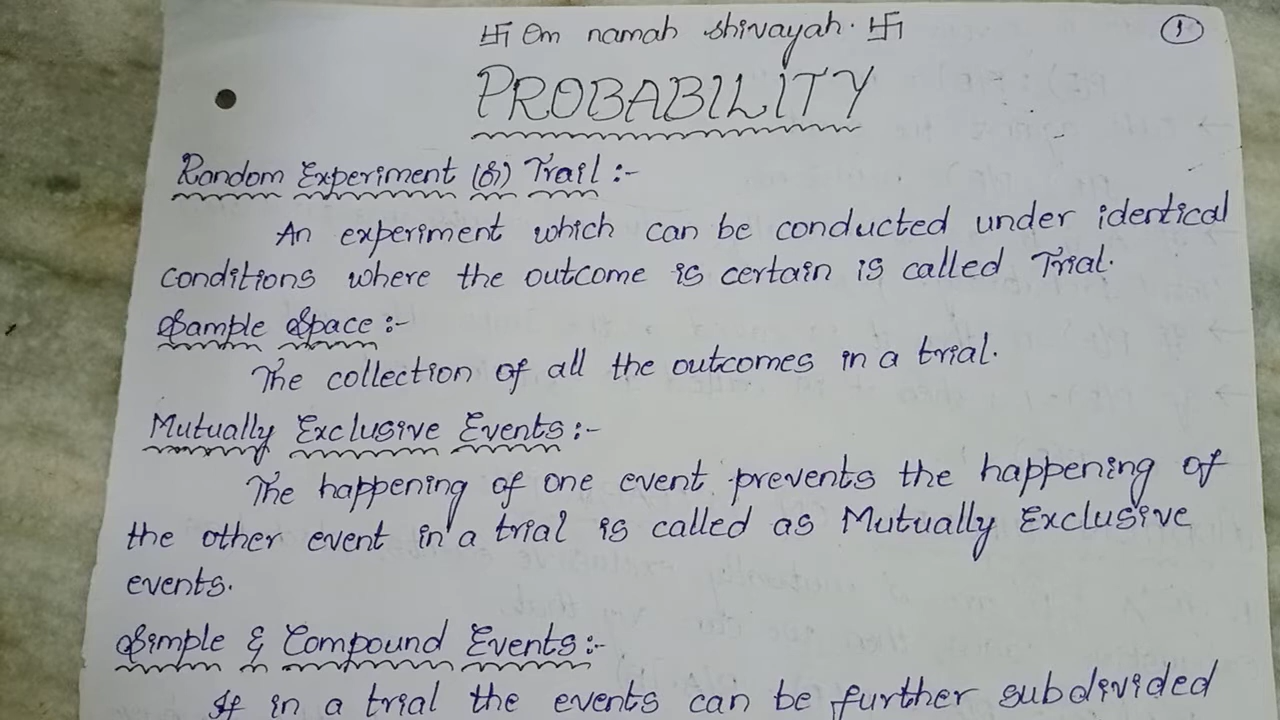 卐 Om namah shivayah. 卐
1
PROBABILITY
Random Experiment (or) Trail :-
An experiment which can be conducted under identical
conditions where the outcome is certain is called Trial.
Sample Space :-
The collection of all the outcomes in a trial.
Mutually Exclusive Events :-
The happening of one event prevents the happening of
the other event in a trial is called as Mutually Exclusive
events.
Simple & Compound Events :-
If in a trial the events can be further subdivided